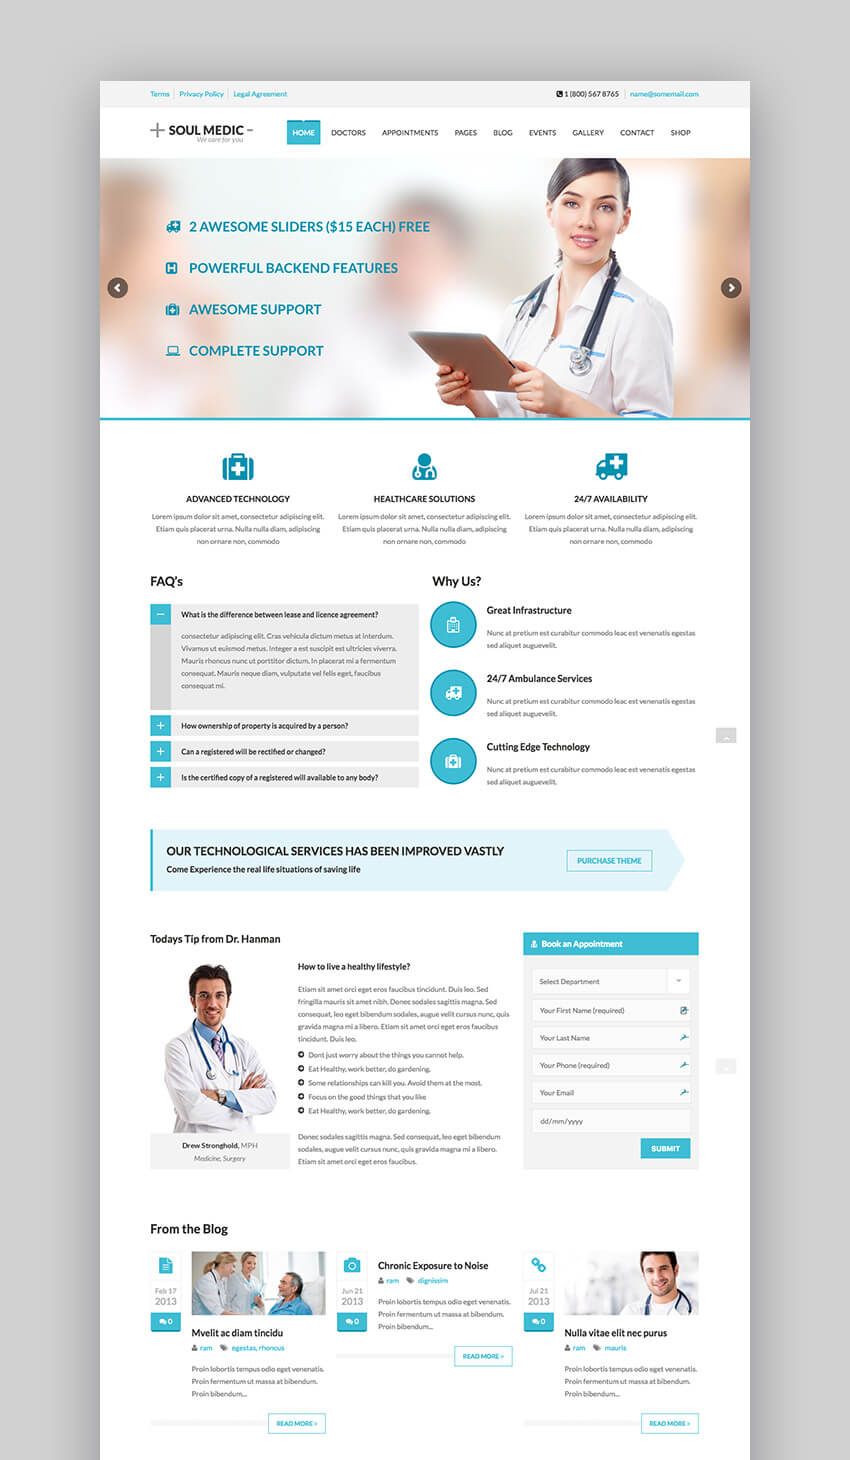 Terms Privacy Policy Legal Agreement
1 (800) 567 8765 name@somemail.com
SOUL MEDIC
We care for you
HOME DOCTORS APPOINTMENTS PAGES BLOG EVENTS GALLERY CONTACT SHOP
2 AWESOME SLIDERS ($15 EACH) FREE
POWERFUL BACKEND FEATURES
AWESOME SUPPORT
COMPLETE SUPPORT
ADVANCED TECHNOLOGY
Lorem ipsum dolor sit amet, consectetur adipiscing elit.
Etiam quis placerat urna. Nulla nulla diam, adipiscing
non ornare non, commodo
HEALTHCARE SOLUTIONS
Lorem ipsum dolor sit amet, consectetur adipiscing elit.
Etiam quis placerat urna. Nulla nulla diam, adipiscing
non ornare non, commodo
24/7 AVAILABILITY
Lorem ipsum dolor sit amet, consectetur adipiscing elit.
Etiam quis placerat urna. Nulla nulla diam, adipiscing
non ornare non, commodo
FAQ's
What is the difference between lease and licence agreement?
consectetur adipiscing elit. Cras vehicula dictum metus at interdum.
Vivamus ut euismod metus. Integer a est suscipit est ultricies viverra.
Mauris rhoncus nunc ut porttitor dictum. In placerat mi a fermentum
consequat. Mauris neque diam, vulputate vel felis eget, faucibus
consequat mi.
How ownership of property is acquired by a person?
Can a registered will be rectified or changed?
Is the certified copy of a registered will available to any body?
Why Us?
Great Infrastructure
Nunc at pretium est curabitur commodo leac est venenatis egestas
sed aliquet auguevelit.
24/7 Ambulance Services
Nunc at pretium est curabitur commodo leac est venenatis egestas
sed aliquet auguevelit.
Cutting Edge Technology
Nunc at pretium est curabitur commodo leac est venenatis egestas
sed aliquet auguevelit.
OUR TECHNOLOGICAL SERVICES HAS BEEN IMPROVED VASTLY
Come Experience the real life situations of saving life
PURCHASE THEME
Todays Tip from Dr. Hanman
Drew Stronghold, MPH
Medicine, Surgery
How to live a healthy lifestyle?
Etiam sit amet orci eget eros faucibus tincidunt. Duis leo. Sed
fringilla mauris sit amet nibh. Donec sodales sagittis magna. Sed
consequat, leo eget bibendum sodales, augue velit cursus nunc, quis
gravida magna mi a libero. Etiam sit amet orci eget eros faucibus
tincidunt. Duis leo.
Dont just worry about the things you cannot help.
Eat Healthy, work better, do gardening.
Some relationships can kill you. Avoid them at the most.
Focus on the good things that you like
Eat Healthy, work better, do gardening.
Donec sodales sagittis magna. Sed consequat, leo eget bibendum
sodales, augue velit cursus nunc, quis gravida magna mi a libero.
Etiam sit amet orci eget eros faucibus.
Book an Appointment
Select Department
Your First Name (required)
Your Last Name
Your Phone (required)
Your Email
dd/mm/yyyy
SUBMIT
From the Blog
Feb 17
2013
0
Mvelit ac diam tincidu
ram egestas, rhonous
Proin lobortis tempus odio eget venenatis.
Proin fermentum ut massa at bibendum.
Proin bibendum...
READ MORE »
Jun 21
2013
0
Chronic Exposure to Noise
ram dignissim
Proin lobortis tempus odio eget venenatis.
Proin fermentum ut massa at bibendum.
Proin bibendum...
READ MORE »
Jul 21
2013
0
Nulla vitae elit nec purus
ram mauris
Proin lobortis tempus odio eget venenatis.
Proin fermentum ut massa at bibendum.
Proin bibendum...
READ MORE »